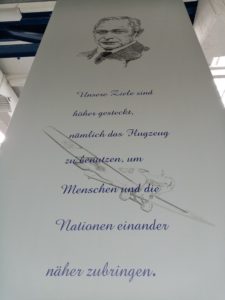 Unsere Ziele sind
höher gesteckt,
nämlich das Flugzeug
zu benutzen, um
Menschen und die
Nationen einander
näher zubringen.